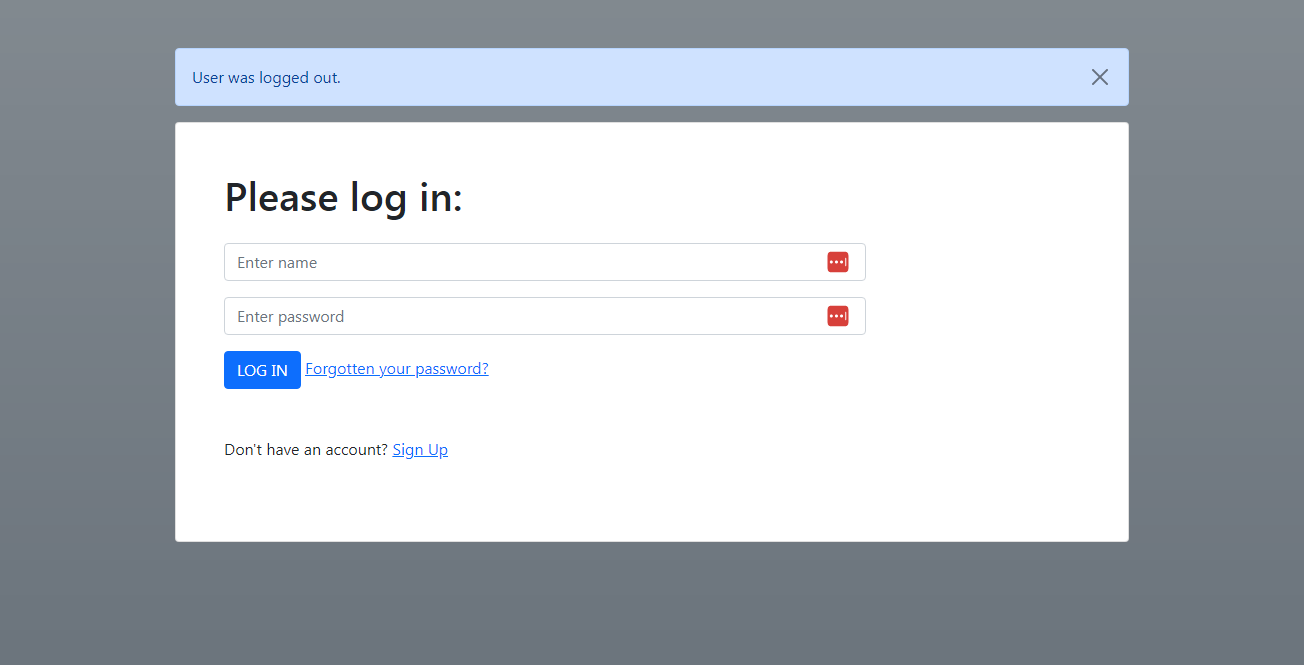 User was logged out.
Please log in:
Enter name
Enter password
LOG IN Forgotten your password?
Don't have an account? Sign Up